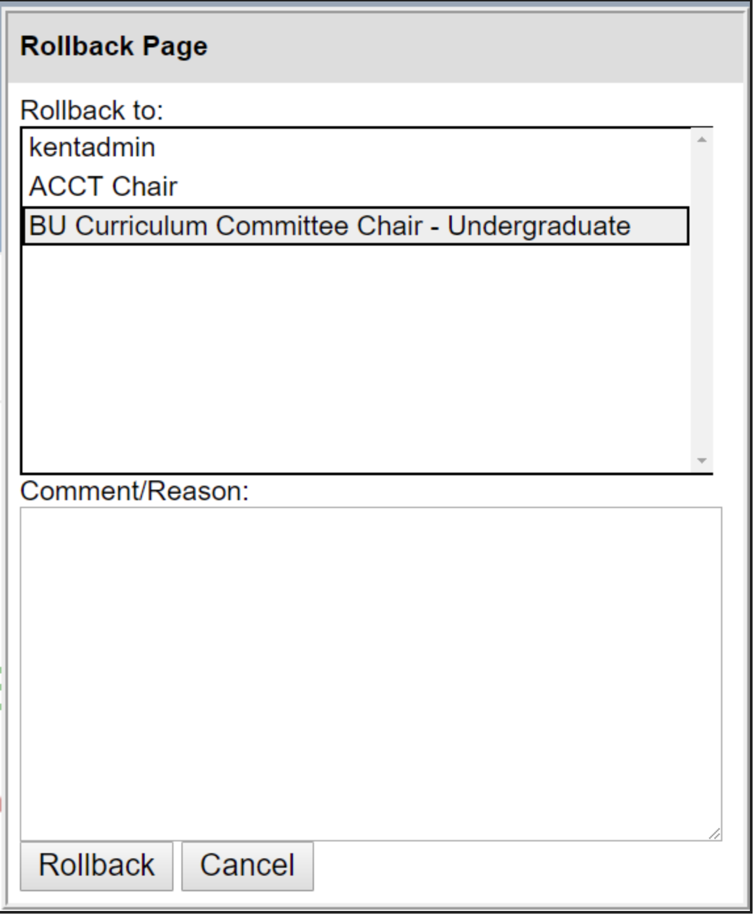 Rollback Page
Rollback to:
kentadmin
ACCT Chair
BU Curriculum Committee Chair - Undergraduate
Comment/Reason:
Rollback
Cancel